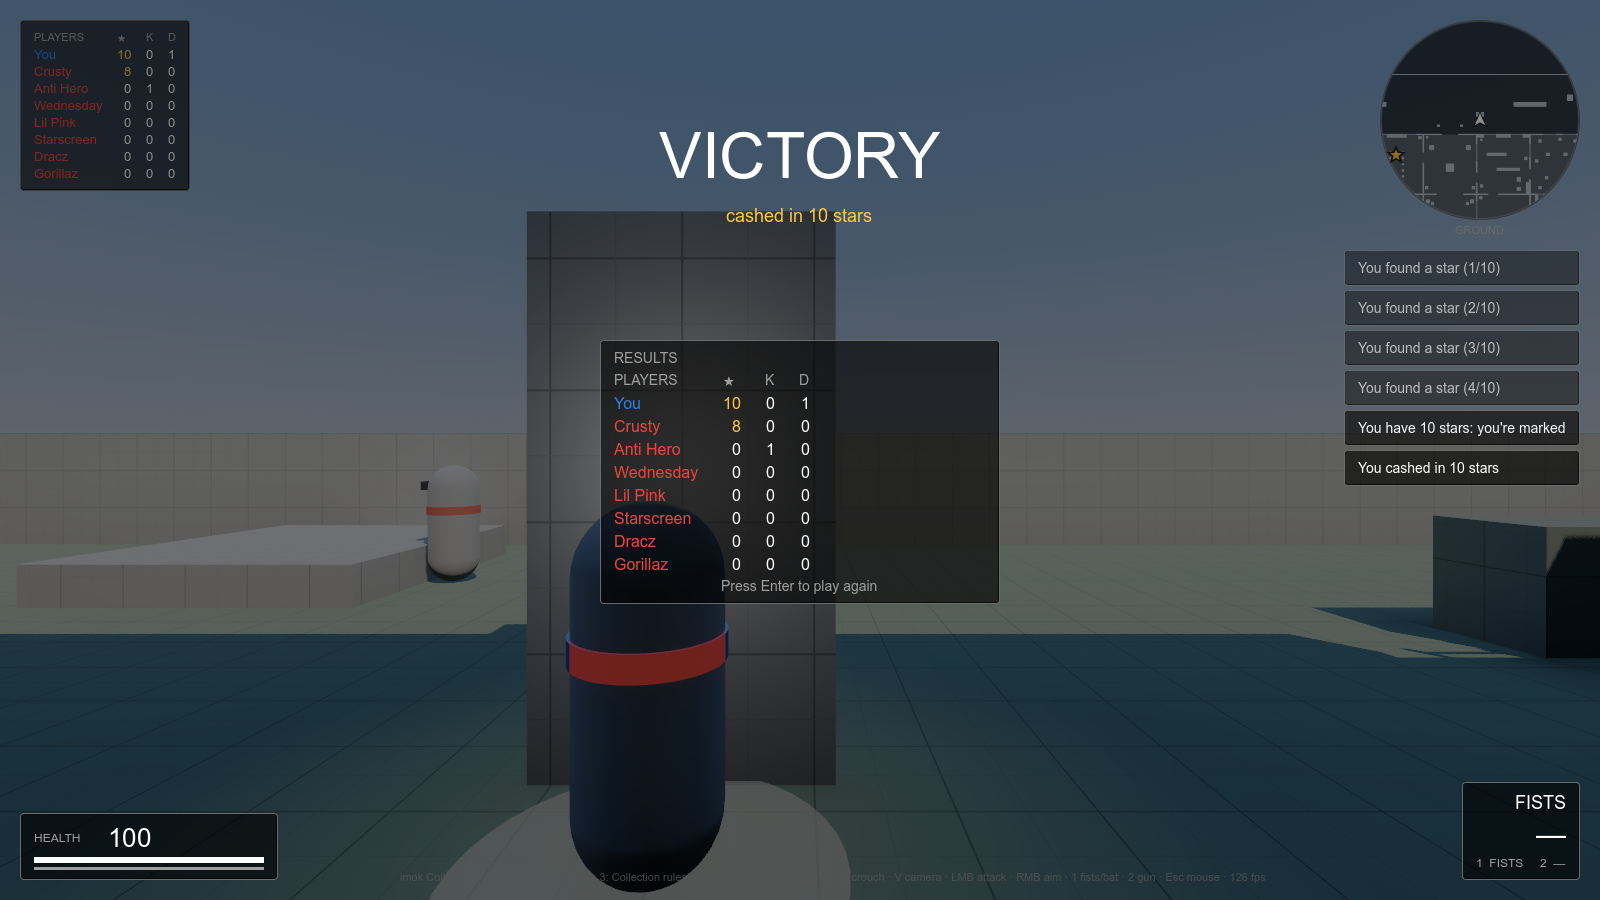 PLAYERS ★ K D
You 10 0 1
Crusty 8 0 0
Anti Hero 0 1 0
Wednesday 0 0 0
Lil Pink 0 0 0
Starscreen 0 0 0
Dracz 0 0 0
Gorillaz 0 0 0
VICTORY
cashed in 10 stars
GROUND
You found a star (1/10)
You found a star (2/10)
You found a star (3/10)
You found a star (4/10)
You have 10 stars: you're marked
You cashed in 10 stars
RESULTS
PLAYERS ★ K D
You 10 0 1
Crusty 8 0 0
Anti Hero 0 1 0
Wednesday 0 0 0
Lil Pink 0 0 0
Starscreen 0 0 0
Dracz 0 0 0
Gorillaz 0 0 0
Press Enter to play again
HEALTH 100
FISTS
—
1 FISTS 2 —
3: Collection rules crouch · V camera · LMB attack · RMB aim · 1 fists/bat · 2 gun · Esc mouse · 126 fps